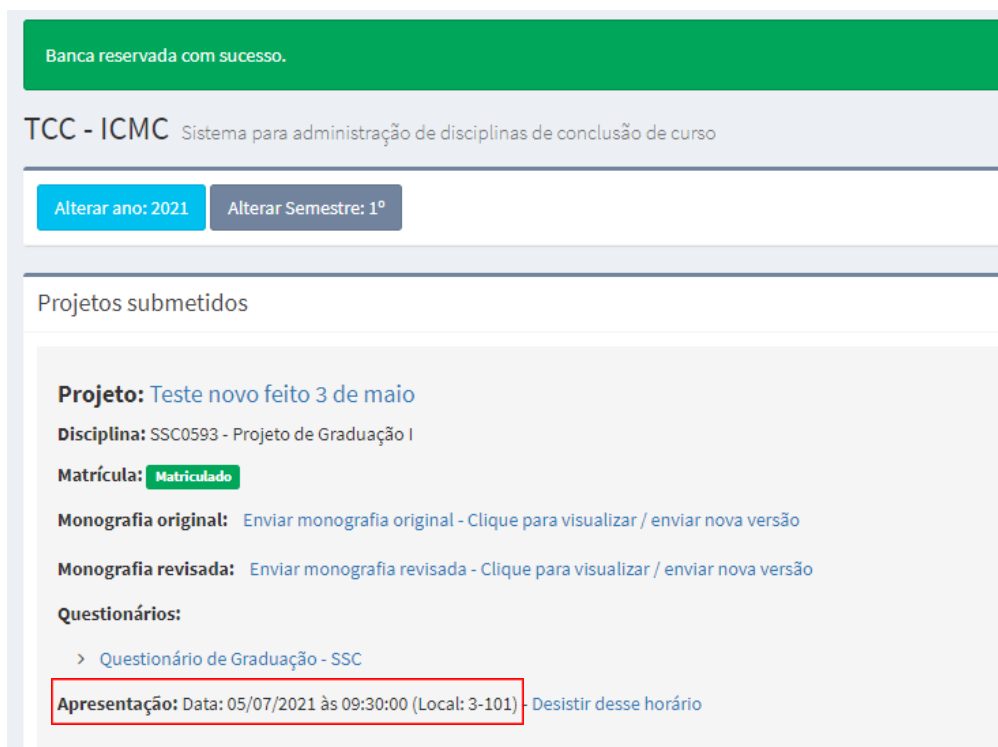 Banca reservada com sucesso.
TCC - ICMC Sistema para administração de disciplinas de conclusão de curso
Alterar ano: 2021 Alterar Semestre: 1º
Projetos submetidos
Projeto: Teste novo feito 3 de maio
Disciplina: SSC0593 - Projeto de Graduação I
Matrícula: Matriculado
Monografia original: Enviar monografia original - Clique para visualizar / enviar nova versão
Monografia revisada: Enviar monografia revisada - Clique para visualizar / enviar nova versão
Questionários:
> Questionário de Graduação - SSC
Apresentação: Data: 05/07/2021 às 09:30:00 (Local: 3-101) - Desistir desse horário